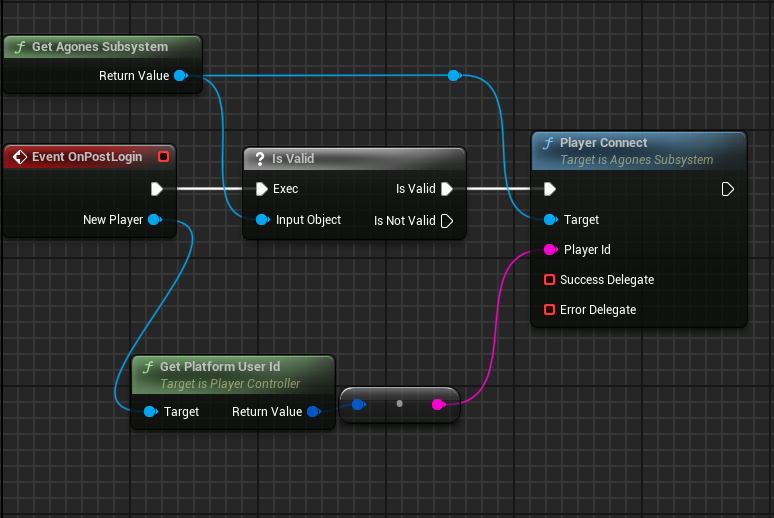 Get Agones Subsystem
Return Value
Event OnPostLogin
New Player
? Is Valid
Exec
Is Valid
Input Object
Is Not Valid
Player Connect
Target is Agones Subsystem
Target
Player Id
Success Delegate
Error Delegate
Get Platform User Id
Target is Player Controller
Target
Return Value